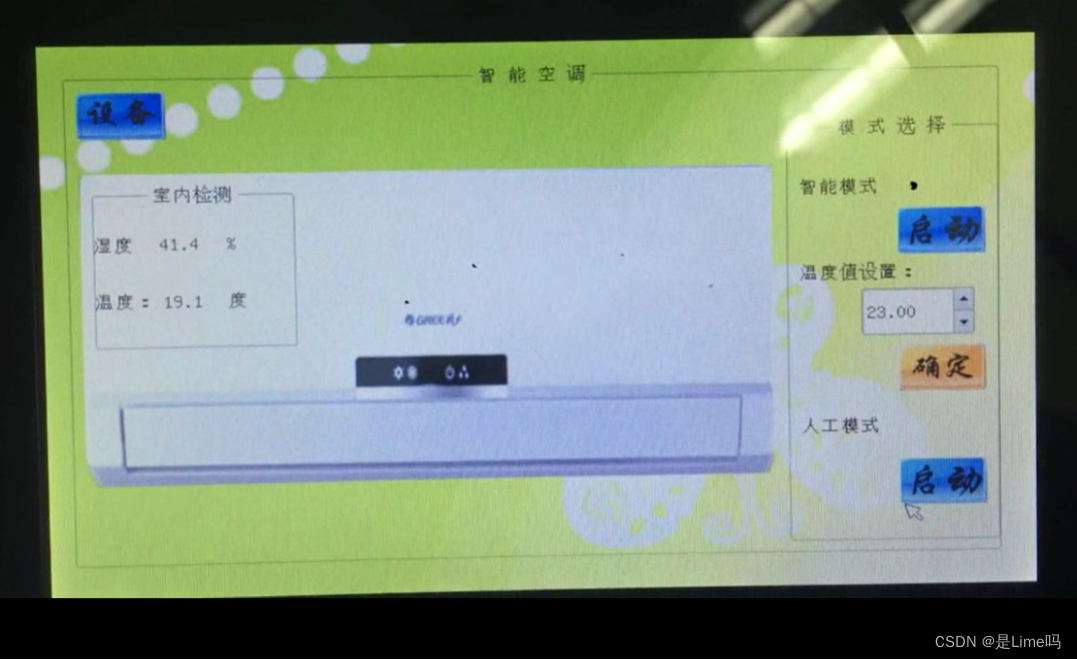 智能空调
设备
模式选择
室内检测
智能模式
启动
湿度 41.4 %
温度值设置：
温度： 19.1 度
23.00
GREE
确定
人工模式
启动
CSDN @是Lime吗